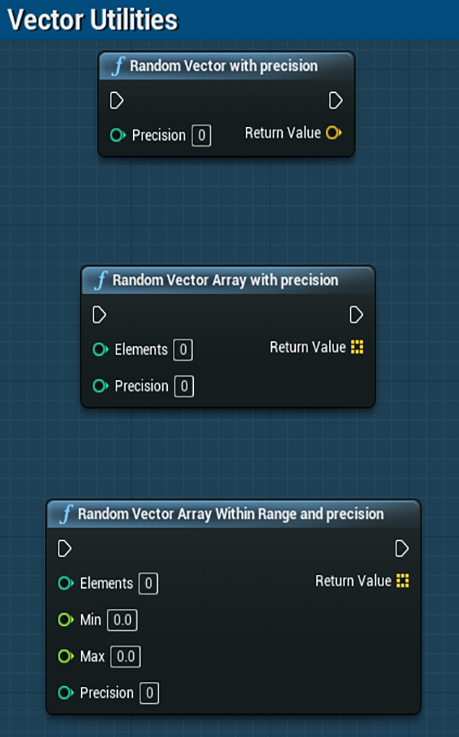 Vector Utilities
f Random Vector with precision
Precision 0 Return Value
f Random Vector Array with precision
Elements 0 Return Value
Precision 0
f Random Vector Array Within Range and precision
Elements 0 Return Value
Min 0.0
Max 0.0
Precision 0